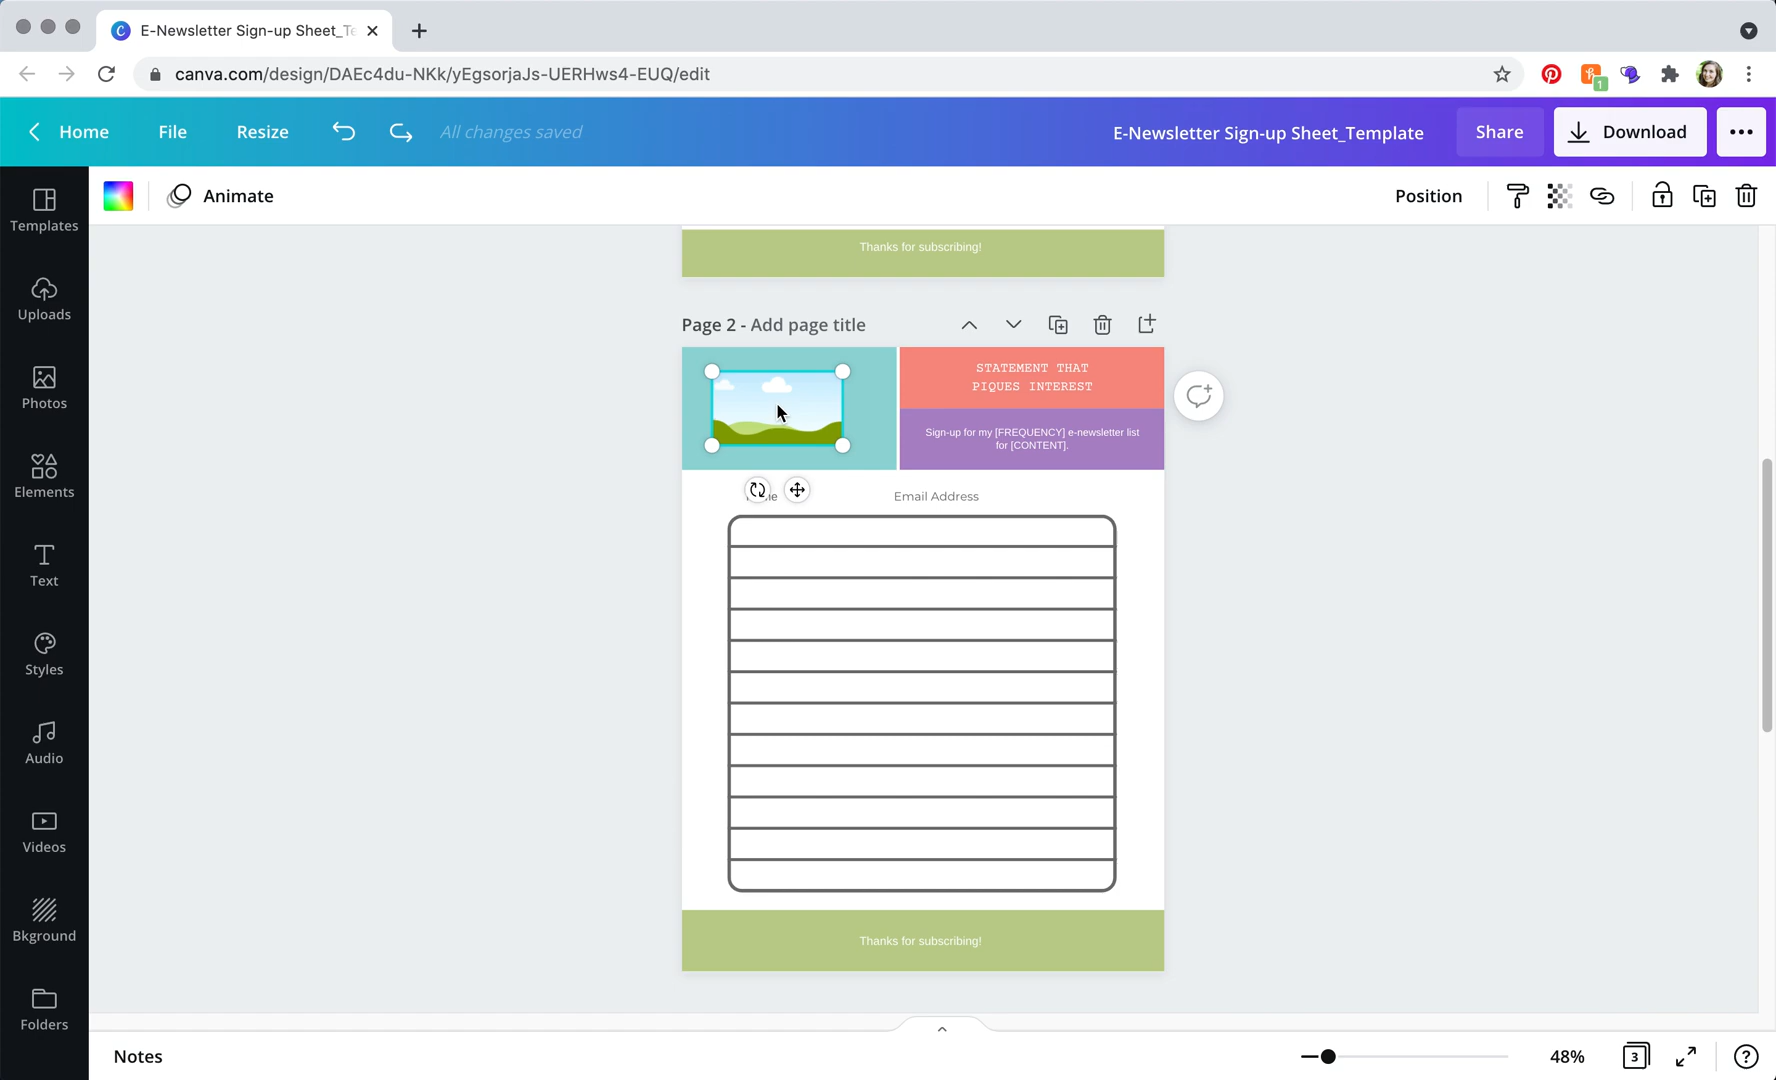 E-Newsletter Sign-up Sheet_Te
canva.com/design/DAEc4du-NKk/yEgsorjaJs-UERHws4-EUQ/edit
1
Home
File
Resize
All changes saved
E-Newsletter Sign-up Sheet_Template
Share
Download
Animate
Position
Templates
Uploads
Photos
Elements
Text
Styles
Audio
Videos
Bkground
Folders
Thanks for subscribing!
Page 2 - Add page title
STATEMENT THAT
PIQUES INTEREST
Sign-up for my [FREQUENCY] e-newsletter list
for [CONTENT].
Email Address
Thanks for subscribing!
Notes
48%
3